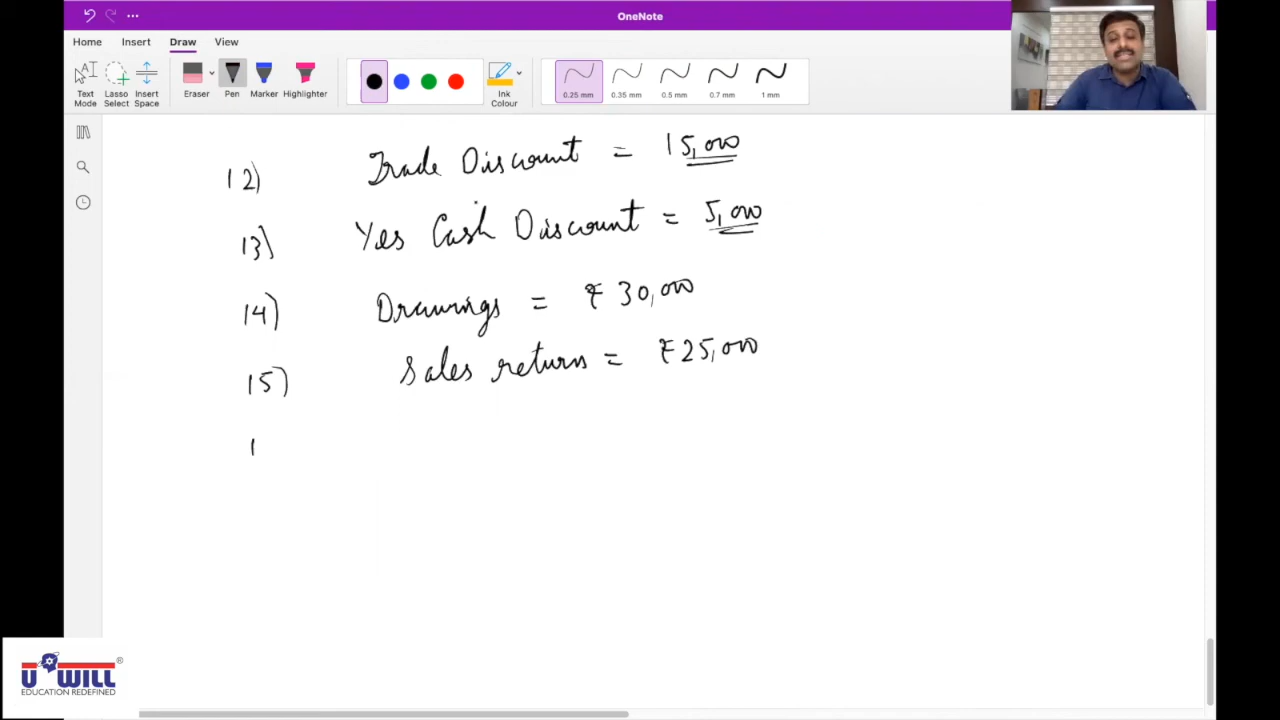 OneNote
Home Insert Draw View
Text Mode Lasso Select Insert Space Eraser Pen Marker Highlighter Ink Colour 0.25 mm 0.35 mm 0.5 mm 0.7 mm 1 mm
12) Trade Discount = 15,000
13) Yes Cash Discount = 5,000
14) Drawings = ₹ 30,000
15) Sales return = ₹25,000
1
U WILL ®
EDUCATION REDEFINED